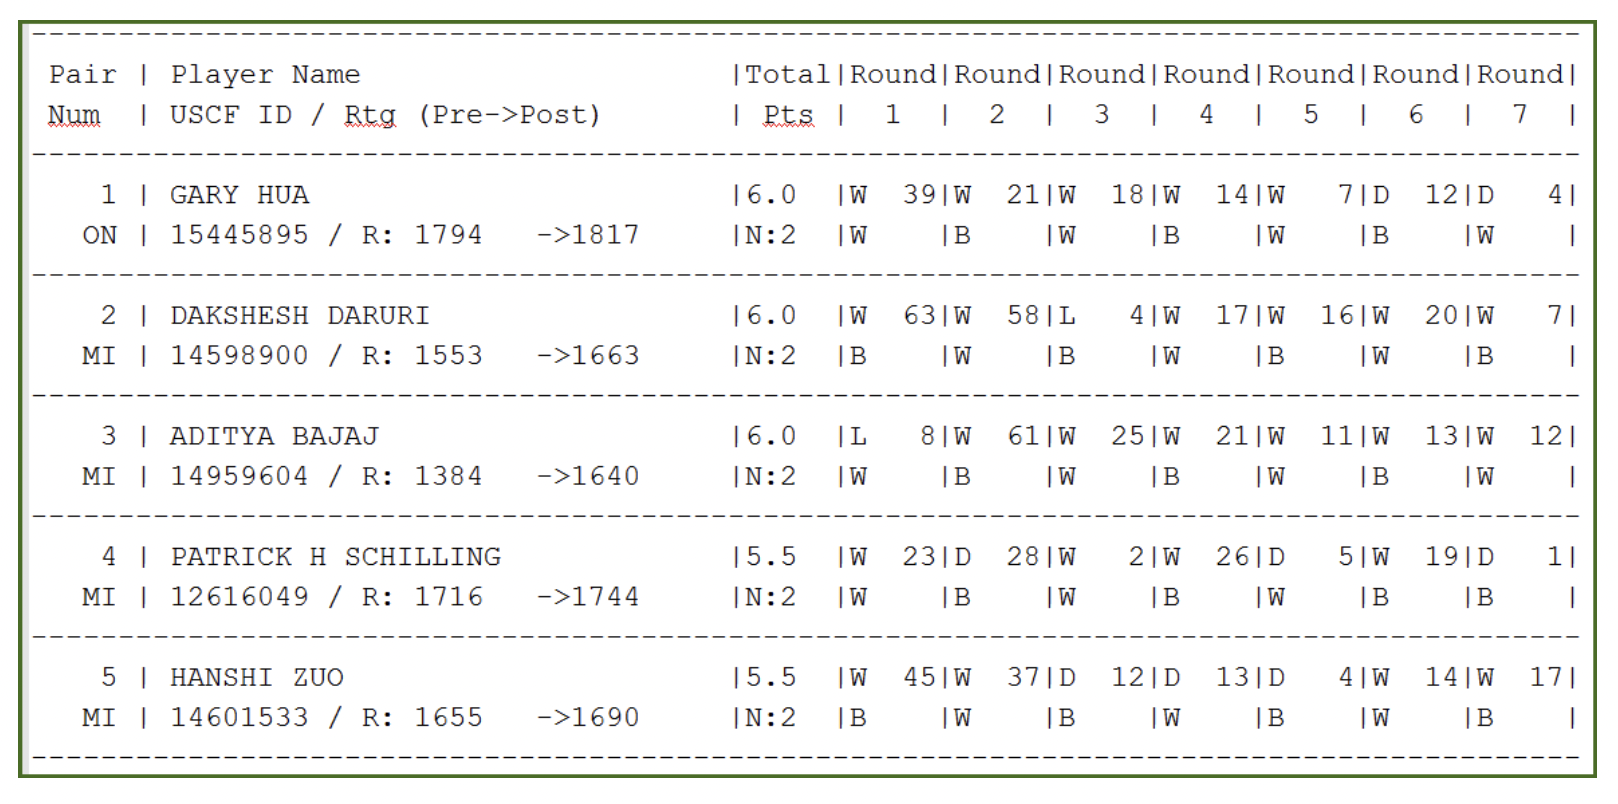 -----------------------------------------------------------------------------------------
 Pair | Player Name                     |Total|Round|Round|Round|Round|Round|Round|Round|
 Num  | USCF ID / Rtg (Pre->Post)       | Pts |  1  |  2  |  3  |  4  |  5  |  6  |  7  |
-----------------------------------------------------------------------------------------
    1 | GARY HUA                        |6.0  |W  39|W  21|W  18|W  14|W   7|D  12|D   4|
   ON | 15445895 / R: 1794   ->1817     |N:2  |W    |B    |W    |B    |W    |B    |W    |
-----------------------------------------------------------------------------------------
    2 | DAKSHESH DARURI                 |6.0  |W  63|W  58|L   4|W  17|W  16|W  20|W   7|
   MI | 14598900 / R: 1553   ->1663     |N:2  |B    |W    |B    |W    |B    |W    |B    |
-----------------------------------------------------------------------------------------
    3 | ADITYA BAJAJ                    |6.0  |L   8|W  61|W  25|W  21|W  11|W  13|W  12|
   MI | 14959604 / R: 1384   ->1640     |N:2  |W    |B    |W    |B    |W    |B    |W    |
-----------------------------------------------------------------------------------------
    4 | PATRICK H SCHILLING             |5.5  |W  23|D  28|W   2|W  26|D   5|W  19|D   1|
   MI | 12616049 / R: 1716   ->1744     |N:2  |W    |B    |W    |B    |W    |B    |B    |
-----------------------------------------------------------------------------------------
    5 | HANSHI ZUO                      |5.5  |W  45|W  37|D  12|D  13|D   4|W  14|W  17|
   MI | 14601533 / R: 1655   ->1690     |N:2  |B    |W    |B    |W    |B    |W    |B    |
-----------------------------------------------------------------------------------------